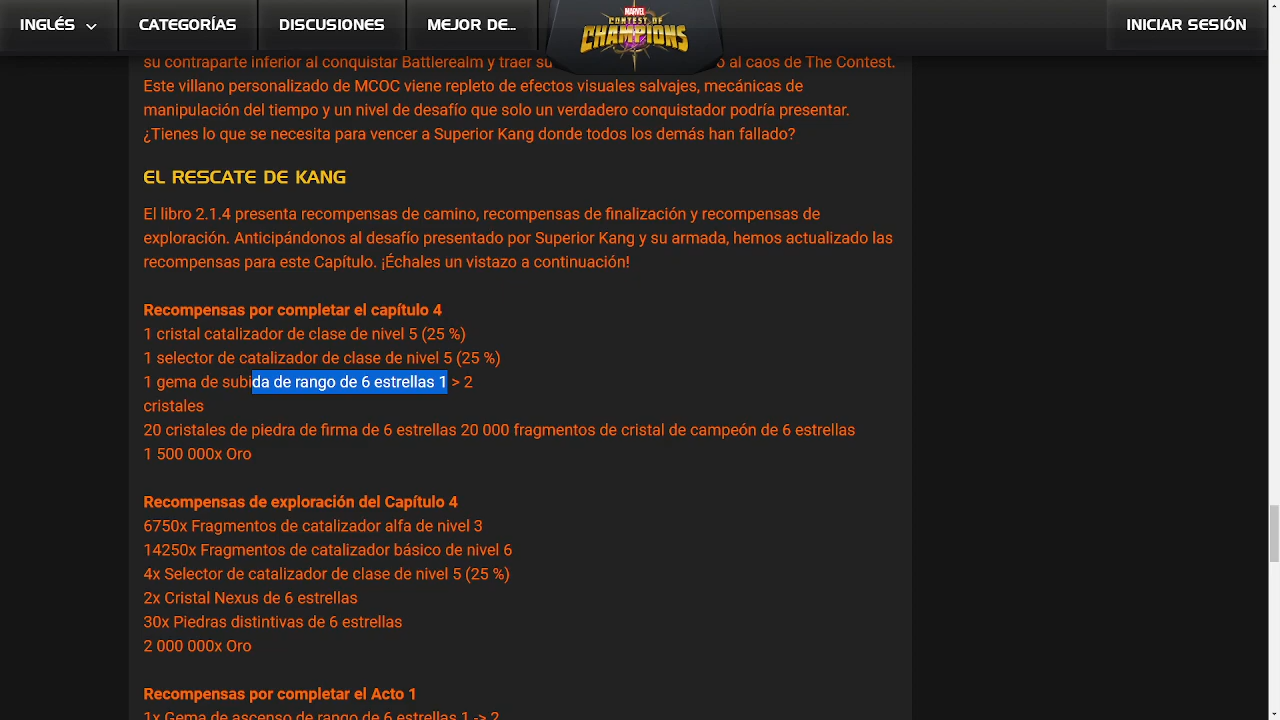 INGLÉS
CATEGORÍAS
DISCUSIONES
MEJOR DE...
MARVEL
CONTEST OF
CHAMPIONS
INICIAR SESIÓN
su contraparte inferior al conquistar Battlerealm y traer su al caos de The Contest.
Este villano personalizado de MCOC viene repleto de efectos visuales salvajes, mecánicas de
manipulación del tiempo y un nivel de desafío que solo un verdadero conquistador podría presentar.
¿Tienes lo que se necesita para vencer a Superior Kang donde todos los demás han fallado?
EL RESCATE DE KANG
El libro 2.1.4 presenta recompensas de camino, recompensas de finalización y recompensas de
exploración. Anticipándonos al desafío presentado por Superior Kang y su armada, hemos actualizado las
recompensas para este Capítulo. ¡Échales un vistazo a continuación!
Recompensas por completar el capítulo 4
1 cristal catalizador de clase de nivel 5 (25 %)
1 selector de catalizador de clase de nivel 5 (25 %)
1 gema de subida de rango de 6 estrellas 1 > 2
cristales
20 cristales de piedra de firma de 6 estrellas 20 000 fragmentos de cristal de campeón de 6 estrellas
1 500 000x Oro
Recompensas de exploración del Capítulo 4
6750x Fragmentos de catalizador alfa de nivel 3
14250x Fragmentos de catalizador básico de nivel 6
4x Selector de catalizador de clase de nivel 5 (25 %)
2x Cristal Nexus de 6 estrellas
30x Piedras distintivas de 6 estrellas
2 000 000x Oro
Recompensas por completar el Acto 1
1x Gema de ascenso de rango de 6 estrellas 1 -> 2